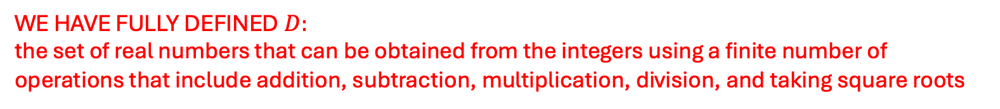 WE HAVE FULLY DEFINED D:
the set of real numbers that can be obtained from the integers using a finite number of
operations that include addition, subtraction, multiplication, division, and taking square roots